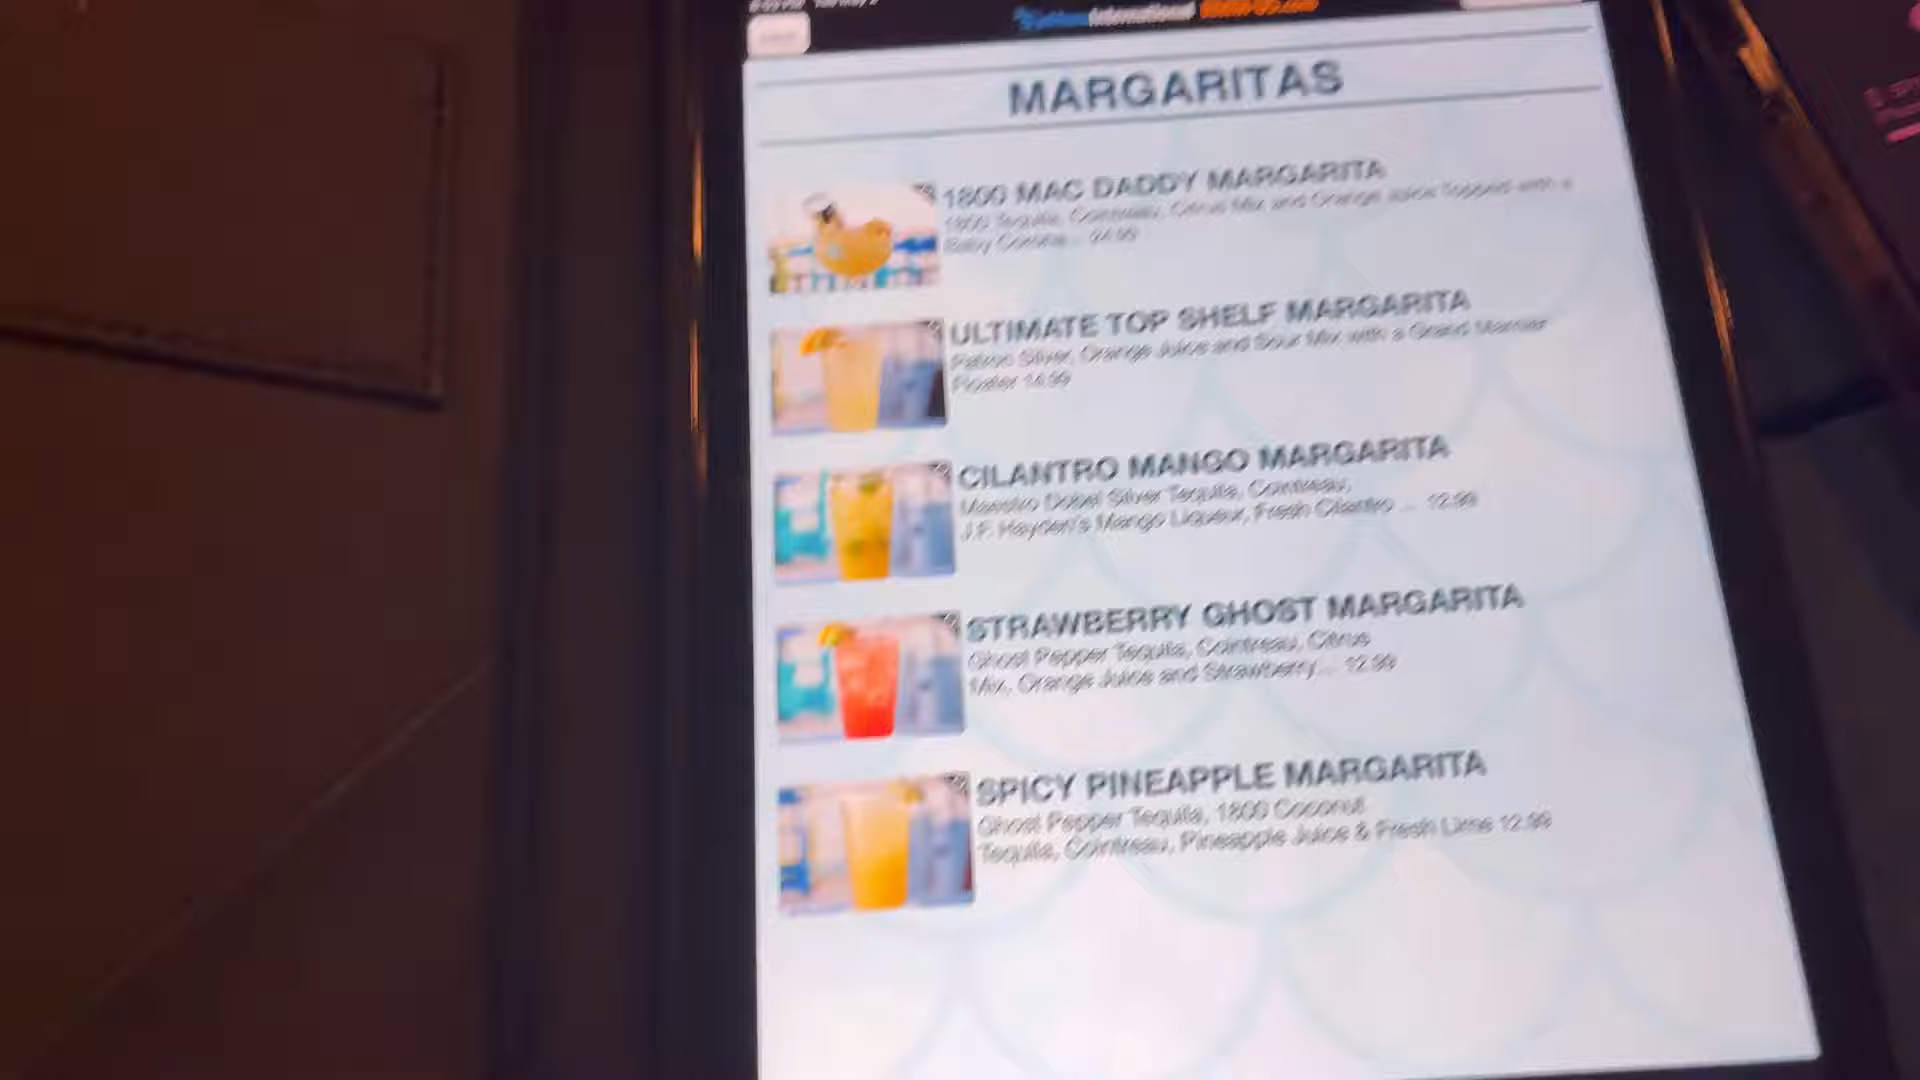 International
MARGARITAS
1800 MAC DADDY MARGARITA
1800 Tequila, Cointreau, Citrus Mix and Orange Juice Topped with a
Baby Corona...
ULTIMATE TOP SHELF MARGARITA
Patron Silver, Orange Juice and Sour Mix with a Grand Marnier
Floater 14.99
CILANTRO MANGO MARGARITA
Maestro Dobel Silver Tequila, Cointreau,
J.F. Hayden's Mango Liqueur, Fresh Cilantro ... 12.99
STRAWBERRY GHOST MARGARITA
Ghost Pepper Tequila, Cointreau, Citrus
Mix, Orange Juice and Strawberry... 12.99
SPICY PINEAPPLE MARGARITA
Ghost Pepper Tequila, 1800 Coconut
Tequila, Cointreau, Pineapple Juice & Fresh Lime 12.99